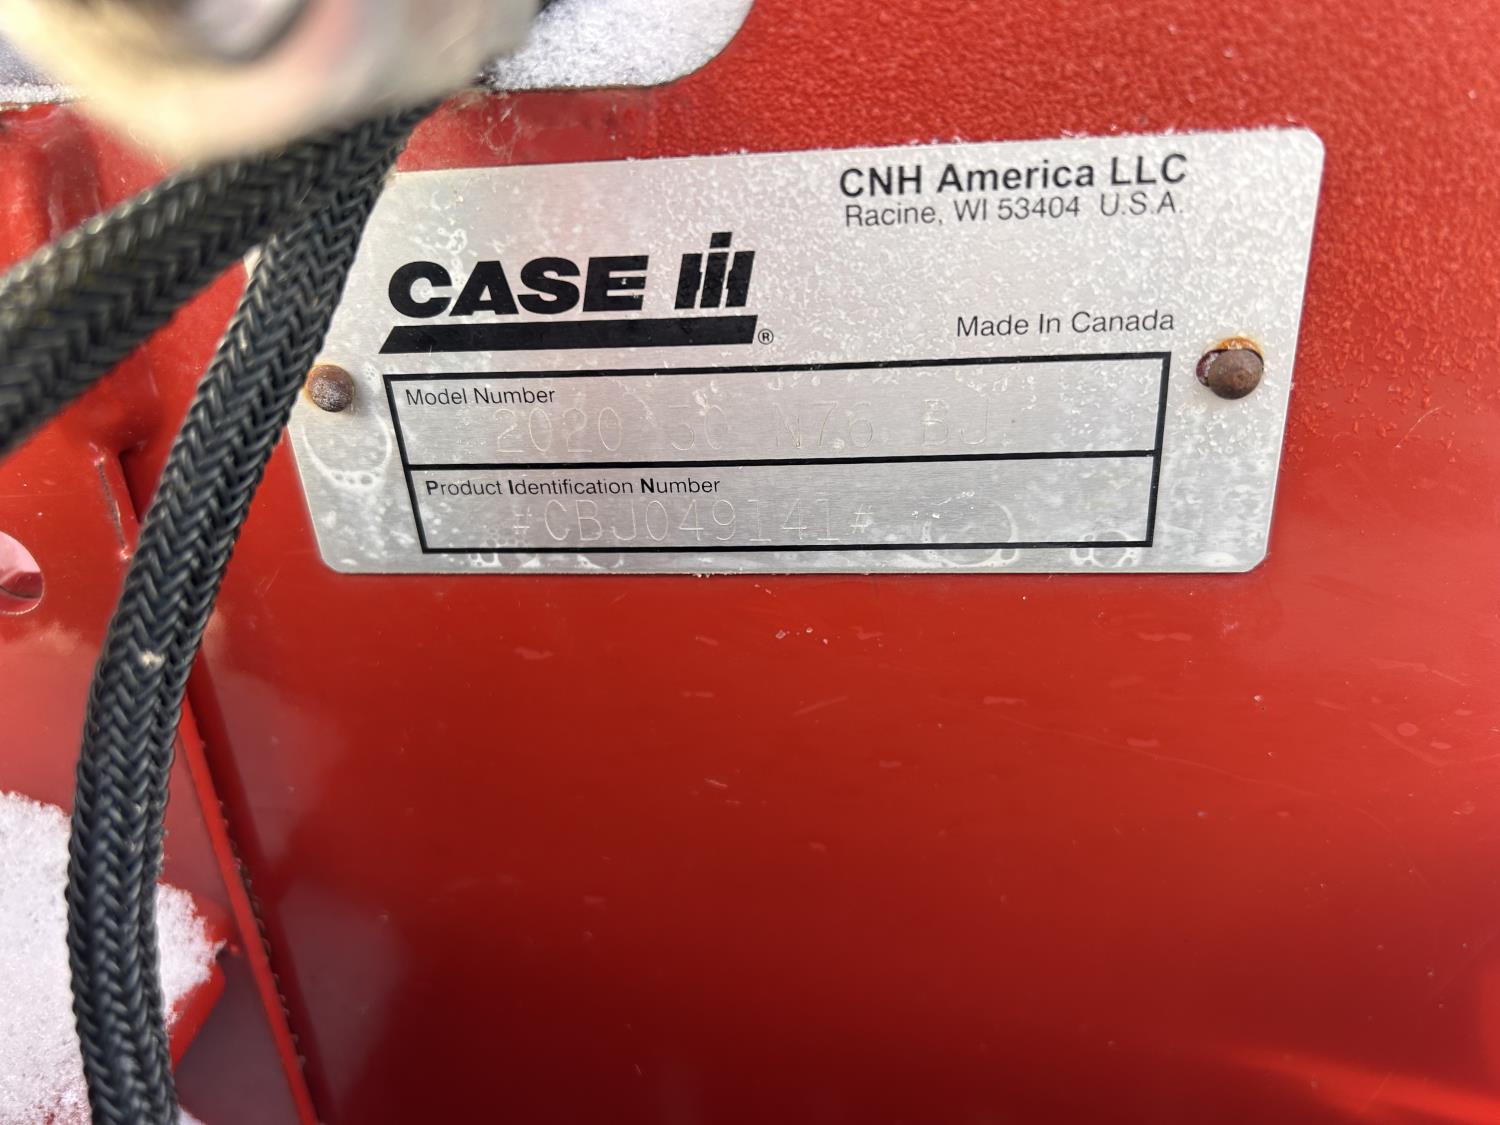 CNH America LLC
Racine, WI 53404 U.S.A.
CASE IH
®
Made In Canada
Model Number
2020 30 N76 BJ
Product Identification Number
#CBJ049141#